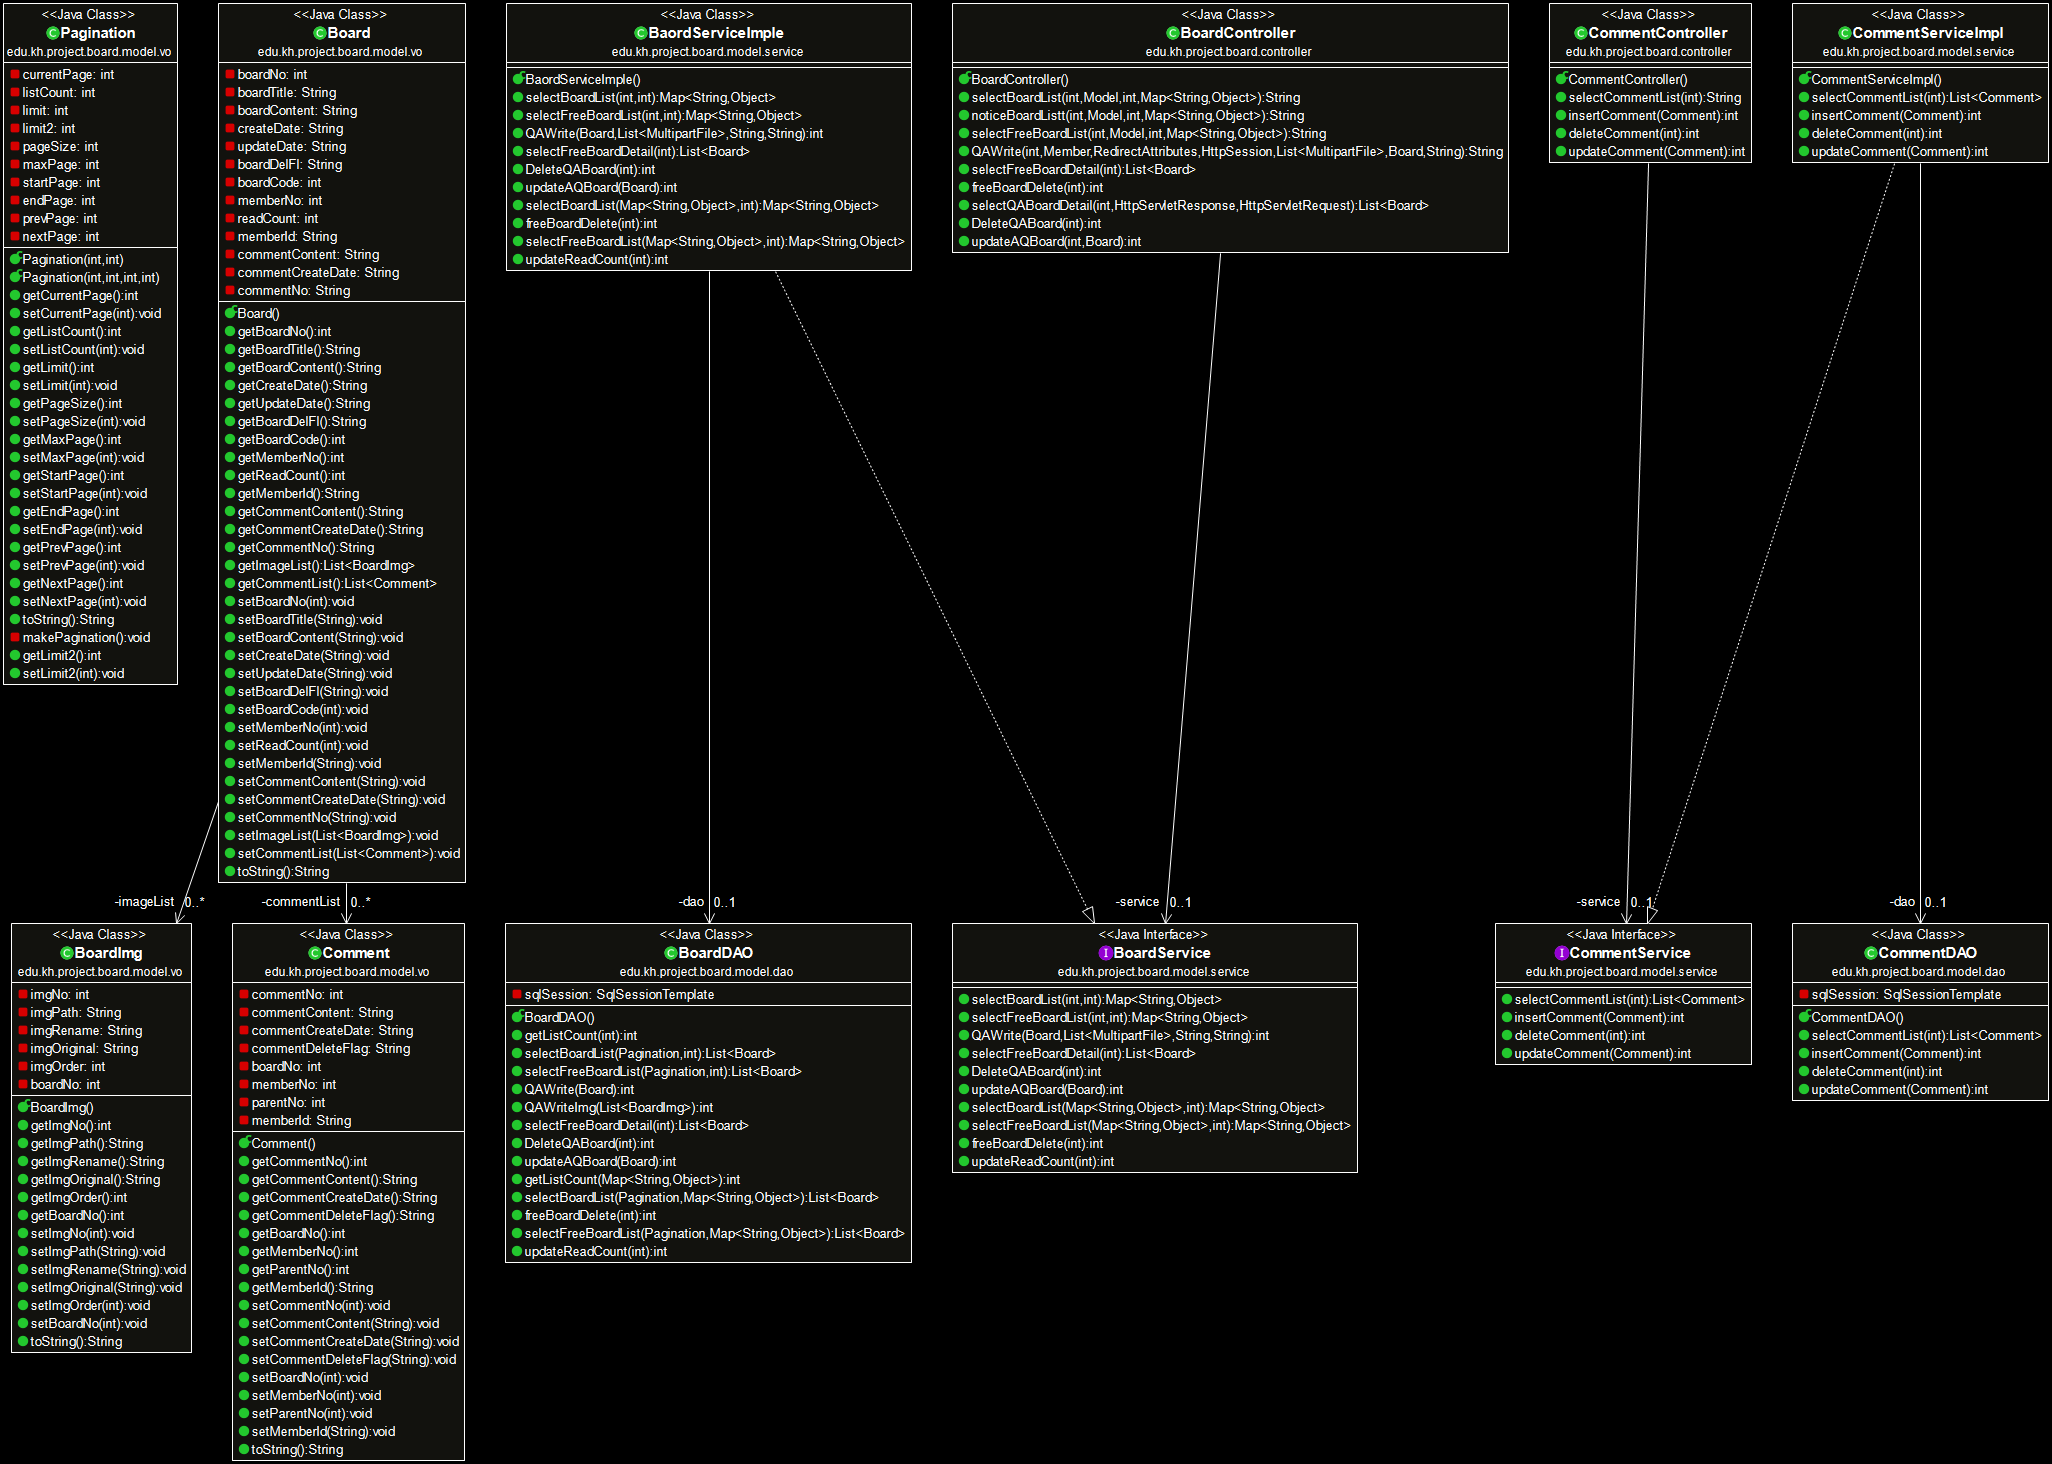 <<Java Class>>
Pagination
edu.kh.project.board.model.vo
currentPage: int
listCount: int
limit: int
limit2: int
pageSize: int
maxPage: int
startPage: int
endPage: int
prevPage: int
nextPage: int
Pagination(int,int)
Pagination(int,int,int,int)
getCurrentPage():int
setCurrentPage(int):void
getListCount():int
setListCount(int):void
getLimit():int
setLimit(int):void
getPageSize():int
setPageSize(int):void
getMaxPage():int
setMaxPage(int):void
getStartPage():int
setStartPage(int):void
getEndPage():int
setEndPage(int):void
getPrevPage():int
setPrevPage(int):void
getNextPage():int
setNextPage(int):void
toString():String
makePagination():void
getLimit2():int
setLimit2(int):void
<<Java Class>>
Board
edu.kh.project.board.model.vo
boardNo: int
boardTitle: String
boardContent: String
createDate: String
updateDate: String
boardDelFl: String
boardCode: int
memberNo: int
readCount: int
memberId: String
commentContent: String
commentCreateDate: String
commentNo: String
Board()
getBoardNo():int
getBoardTitle():String
getBoardContent():String
getCreateDate():String
getUpdateDate():String
getBoardDelFl():String
getBoardCode():int
getMemberNo():int
getReadCount():int
getMemberId():String
getCommentContent():String
getCommentCreateDate():String
getCommentNo():String
getImageList():List<BoardImg>
getCommentList():List<Comment>
setBoardNo(int):void
setBoardTitle(String):void
setBoardContent(String):void
setCreateDate(String):void
setUpdateDate(String):void
setBoardDelFl(String):void
setBoardCode(int):void
setMemberNo(int):void
setReadCount(int):void
setMemberId(String):void
setCommentContent(String):void
setCommentCreateDate(String):void
setCommentNo(String):void
setImageList(List<BoardImg>):void
setCommentList(List<Comment>):void
toString():String
<<Java Class>>
BaordServiceImple
edu.kh.project.board.model.service
BaordServiceImple()
selectBoardList(int,int):Map<String,Object>
selectFreeBoardList(int,int):Map<String,Object>
QAWrite(Board,List<MultipartFile>,String,String):int
selectFreeBoardDetail(int):List<Board>
DeleteQABoard(int):int
updateAQBoard(Board):int
selectBoardList(Map<String,Object>,int):Map<String,Object>
freeBoardDelete(int):int
selectFreeBoardList(Map<String,Object>,int):Map<String,Object>
updateReadCount(int):int
<<Java Class>>
BoardController
edu.kh.project.board.controller
BoardController()
selectBoardList(int,Model,int,Map<String,Object>):String
noticeBoardListt(int,Model,int,Map<String,Object>):String
selectFreeBoardList(int,Model,int,Map<String,Object>):String
QAWrite(int,Member,RedirectAttributes,HttpSession,List<MultipartFile>,Board,String):String
selectFreeBoardDetail(int):List<Board>
freeBoardDelete(int):int
selectQABoardDetail(int,HttpServletResponse,HttpServletRequest):List<Board>
DeleteQABoard(int):int
updateAQBoard(int,Board):int
<<Java Class>>
CommentController
edu.kh.project.board.controller
CommentController()
selectCommentList(int):String
insertComment(Comment):int
deleteComment(int):int
updateComment(Comment):int
<<Java Class>>
CommentServiceImpl
edu.kh.project.board.model.service
CommentServiceImpl()
selectCommentList(int):List<Comment>
insertComment(Comment):int
deleteComment(int):int
updateComment(Comment):int
-imageList 0..*
-commentList 0..*
-dao 0..1
-service 0..1
-service 0..1
-dao 0..1
<<Java Class>>
BoardImg
edu.kh.project.board.model.vo
imgNo: int
imgPath: String
imgRename: String
imgOriginal: String
imgOrder: int
boardNo: int
BoardImg()
getImgNo():int
getImgPath():String
getImgRename():String
getImgOriginal():String
getImgOrder():int
getBoardNo():int
setImgNo(int):void
setImgPath(String):void
setImgRename(String):void
setImgOriginal(String):void
setImgOrder(int):void
setBoardNo(int):void
toString():String
<<Java Class>>
Comment
edu.kh.project.board.model.vo
commentNo: int
commentContent: String
commentCreateDate: String
commentDeleteFlag: String
boardNo: int
memberNo: int
parentNo: int
memberId: String
Comment()
getCommentNo():int
getCommentContent():String
getCommentCreateDate():String
getCommentDeleteFlag():String
getBoardNo():int
getMemberNo():int
getParentNo():int
getMemberId():String
setCommentNo(int):void
setCommentContent(String):void
setCommentCreateDate(String):void
setCommentDeleteFlag(String):void
setBoardNo(int):void
setMemberNo(int):void
setParentNo(int):void
setMemberId(String):void
toString():String
<<Java Class>>
BoardDAO
edu.kh.project.board.model.dao
sqlSession: SqlSessionTemplate
BoardDAO()
getListCount(int):int
selectBoardList(Pagination,int):List<Board>
selectFreeBoardList(Pagination,int):List<Board>
QAWrite(Board):int
QAWriteImg(List<BoardImg>):int
selectFreeBoardDetail(int):List<Board>
DeleteQABoard(int):int
updateAQBoard(Board):int
getListCount(Map<String,Object>):int
selectBoardList(Pagination,Map<String,Object>):List<Board>
freeBoardDelete(int):int
selectFreeBoardList(Pagination,Map<String,Object>):List<Board>
updateReadCount(int):int
<<Java Interface>>
BoardService
edu.kh.project.board.model.service
selectBoardList(int,int):Map<String,Object>
selectFreeBoardList(int,int):Map<String,Object>
QAWrite(Board,List<MultipartFile>,String,String):int
selectFreeBoardDetail(int):List<Board>
DeleteQABoard(int):int
updateAQBoard(Board):int
selectBoardList(Map<String,Object>,int):Map<String,Object>
selectFreeBoardList(Map<String,Object>,int):Map<String,Object>
freeBoardDelete(int):int
updateReadCount(int):int
<<Java Interface>>
CommentService
edu.kh.project.board.model.service
selectCommentList(int):List<Comment>
insertComment(Comment):int
deleteComment(int):int
updateComment(Comment):int
<<Java Class>>
CommentDAO
edu.kh.project.board.model.dao
sqlSession: SqlSessionTemplate
CommentDAO()
selectCommentList(int):List<Comment>
insertComment(Comment):int
deleteComment(int):int
updateComment(Comment):int